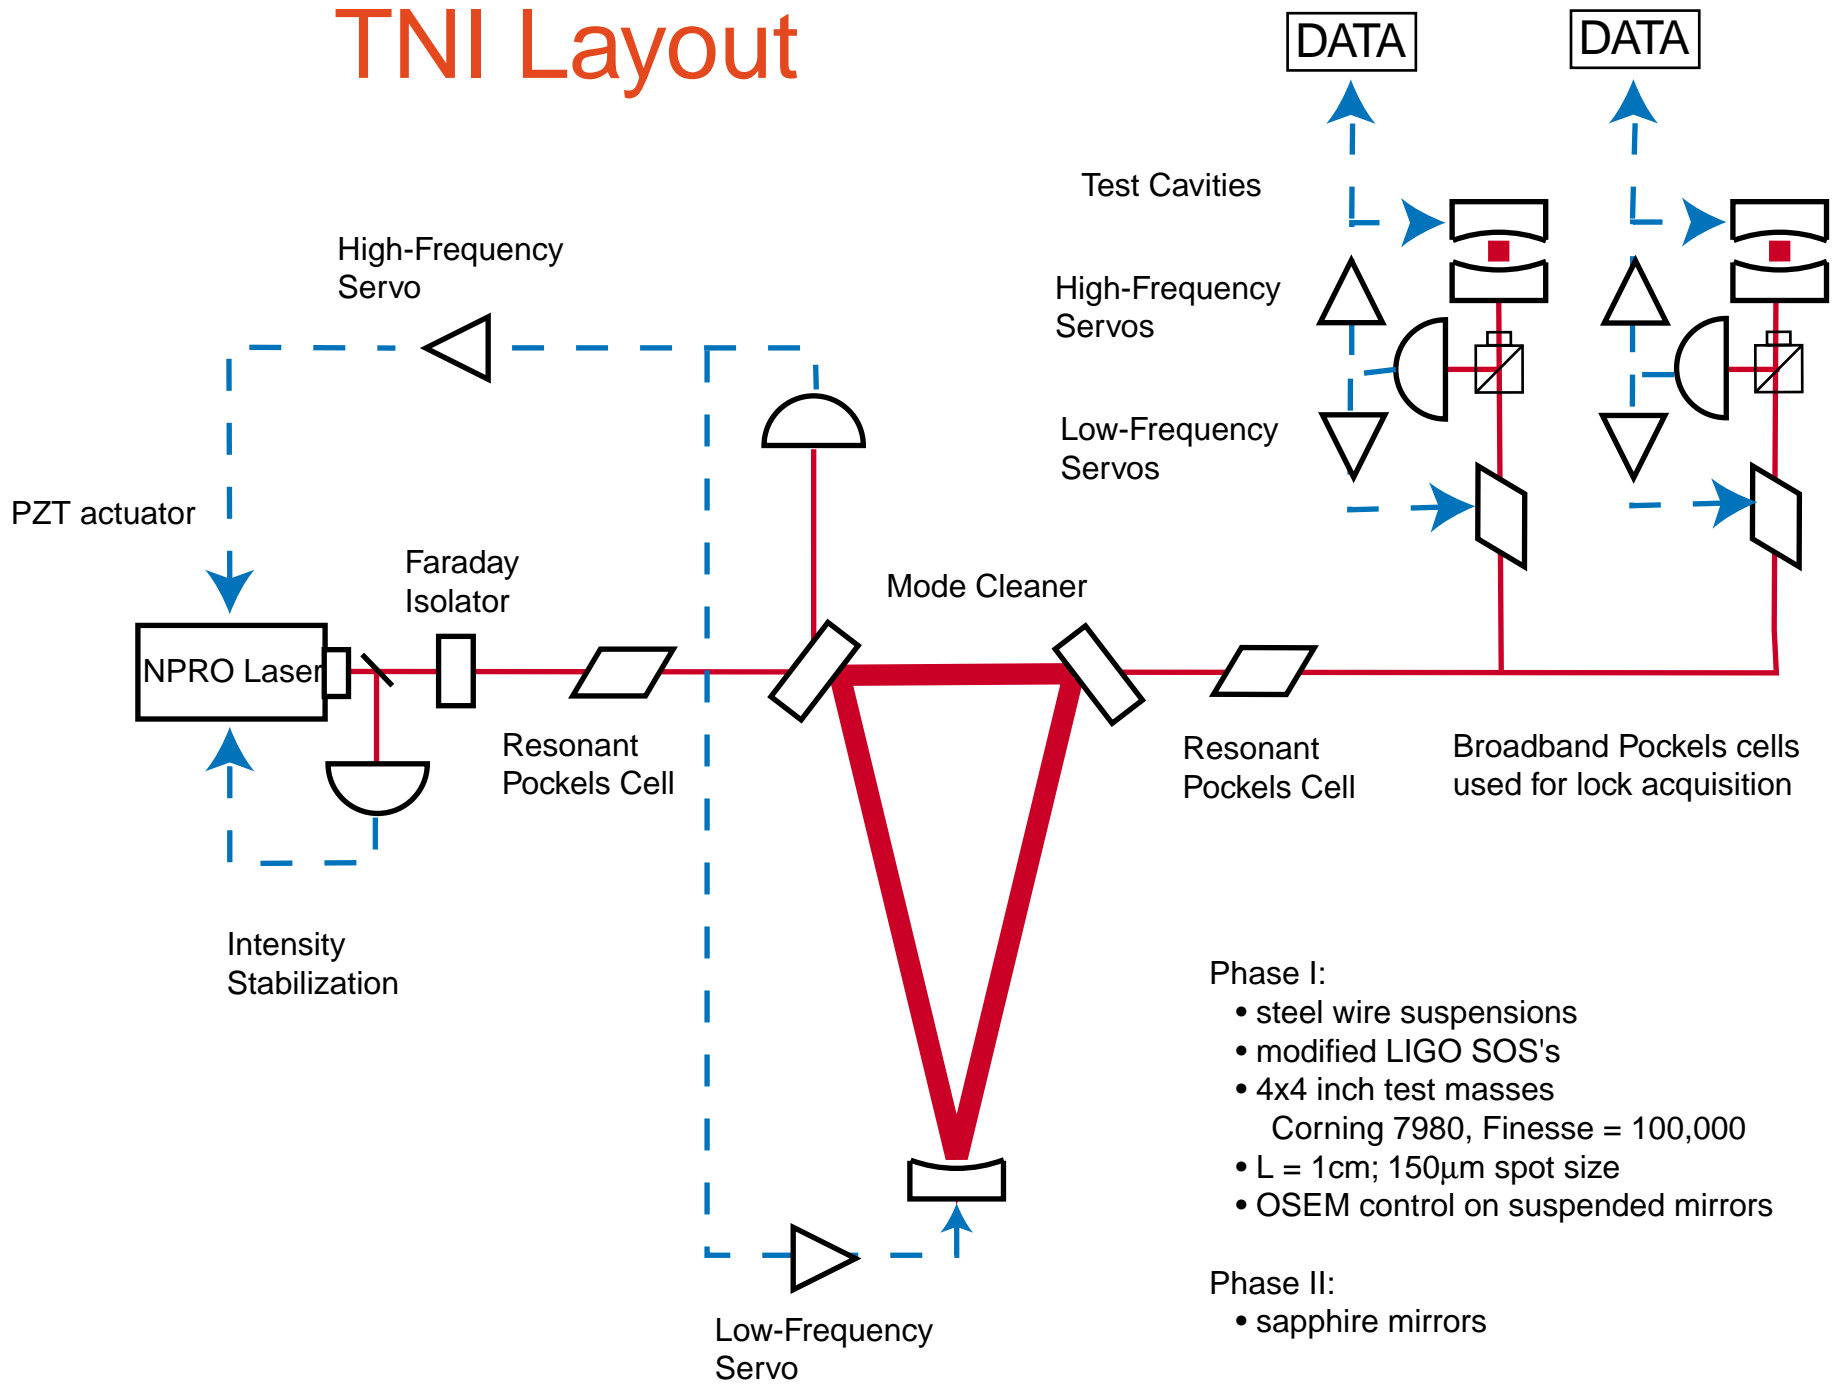 TNI Layout
DATA
DATA
Test Cavities
High-Frequency
Servo
High-Frequency
Servos
Low-Frequency
Servos
PZT actuator
Faraday
Isolator
Mode Cleaner
NPRO Laser
Resonant
Pockels Cell
Resonant
Pockels Cell
Broadband Pockels cells
used for lock acquisition
Intensity
Stabilization
Phase I:
• steel wire suspensions
• modified LIGO SOS's
• 4x4 inch test masses
Corning 7980, Finesse = 100,000
• L = 1cm; 150μm spot size
• OSEM control on suspended mirrors
Phase II:
• sapphire mirrors
Low-Frequency
Servo